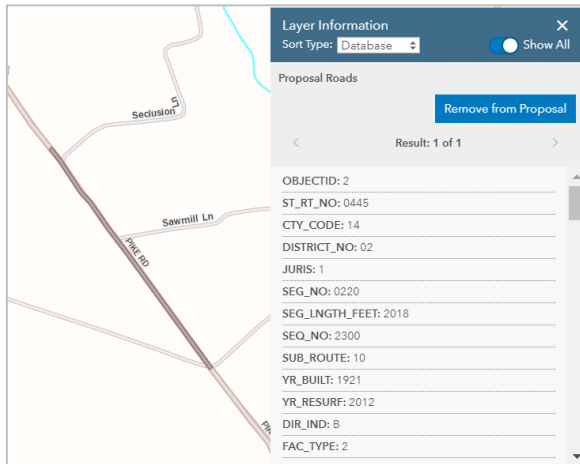 Layer Information
Sort Type: Database
Show All
Proposal Roads
Remove from Proposal
Result: 1 of 1
OBJECTID: 2
ST_RT_NO: 0445
CTY_CODE: 14
DISTRICT_NO: 02
JURIS: 1
SEG_NO: 0220
SEG_LNGTH_FEET: 2018
SEQ_NO: 2300
SUB_ROUTE: 10
YR_BUILT: 1921
YR_RESURF: 2012
DIR_IND: B
FAC_TYPE: 2
Seclusion Ln
Sawmill Ln
PIKE RD